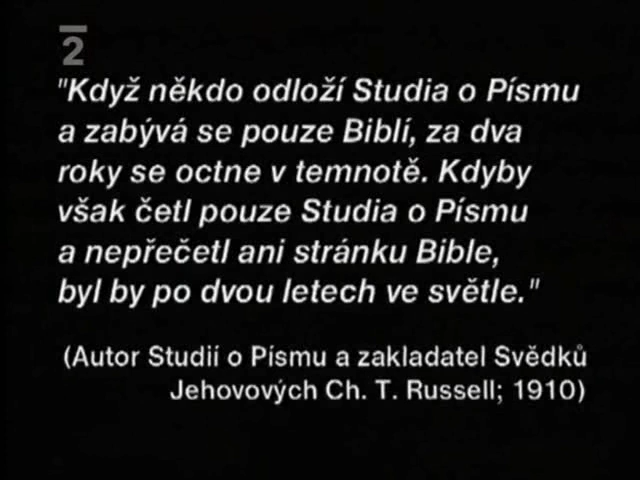 2
"Když někdo odloží Studia o Písmu
a zabývá se pouze Biblí, za dva
roky se octne v temnotě. Kdyby
však četl pouze Studia o Písmu
a nepřečetl ani stránku Bible,
byl by po dvou letech ve světle."
(Autor Studií o Písmu a zakladatel Svědků
Jehovových Ch. T. Russell; 1910)